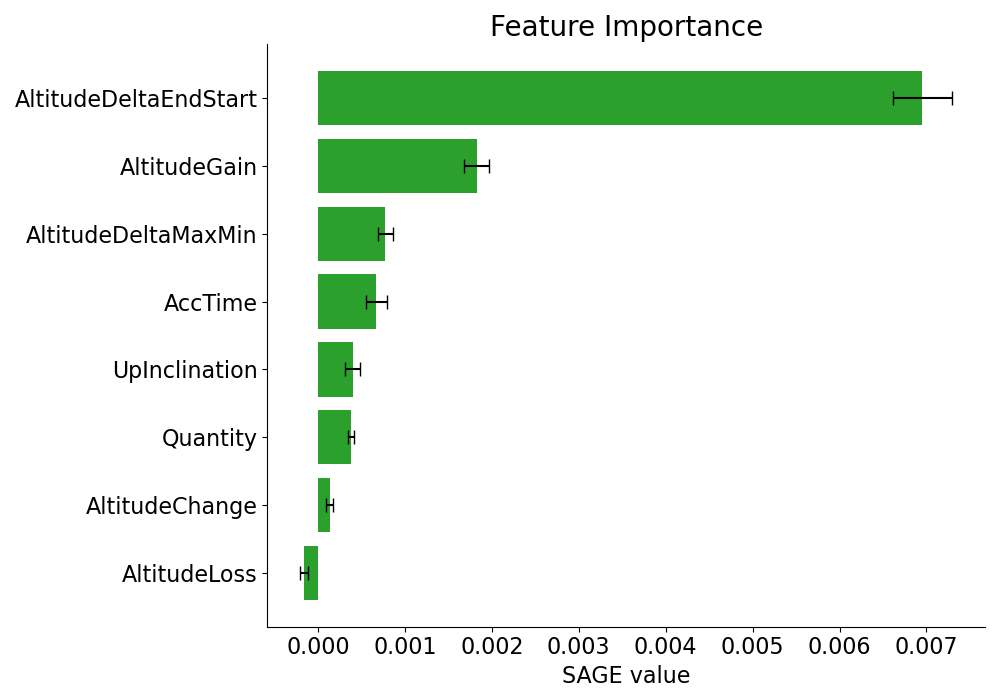 Feature Importance
AltitudeDeltaEndStart
AltitudeGain
AltitudeDeltaMaxMin
AccTime
UpInclination
Quantity
AltitudeChange
AltitudeLoss
0.000 0.001 0.002 0.003 0.004 0.005 0.006 0.007
SAGE value